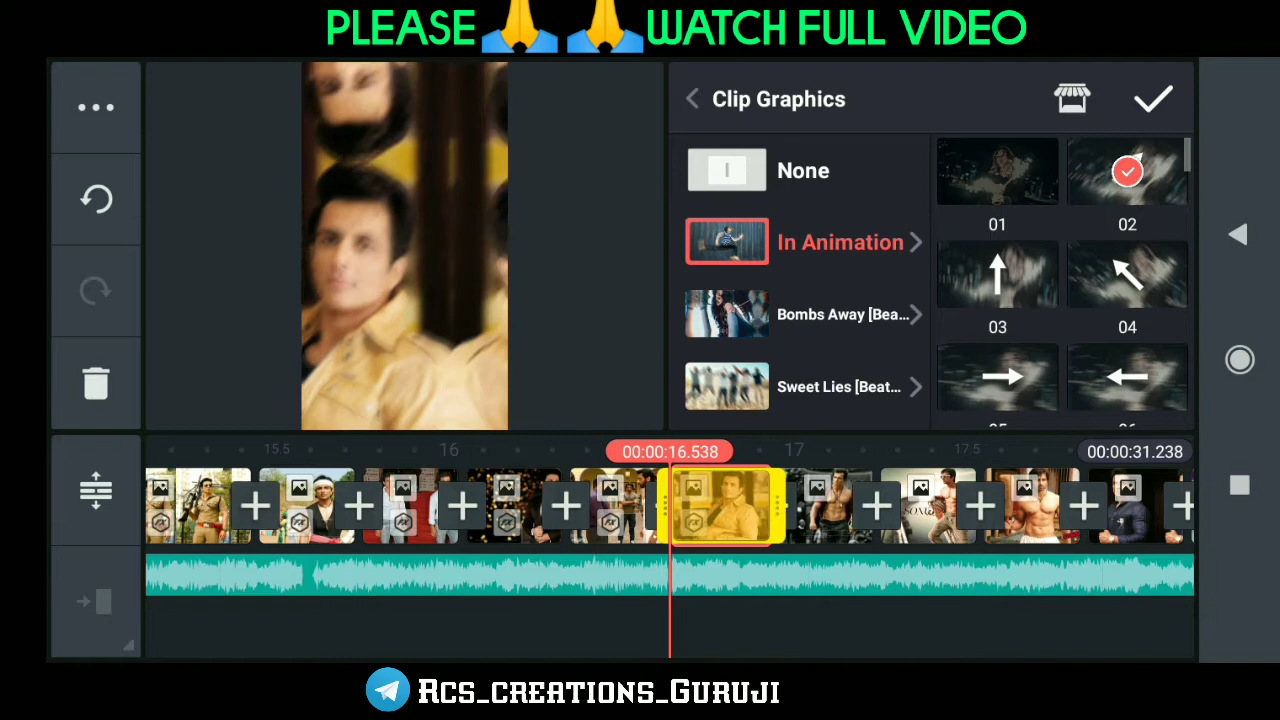 PLEASE🙏🙏WATCH FULL VIDEO
Clip Graphics
None
01
02
In Animation
03
04
Bombs Away [Bea...
Sweet Lies [Beat...
15.5
16
00:00:16.538
17
17.5
00:00:31.238
Rcs_creations_Guruji